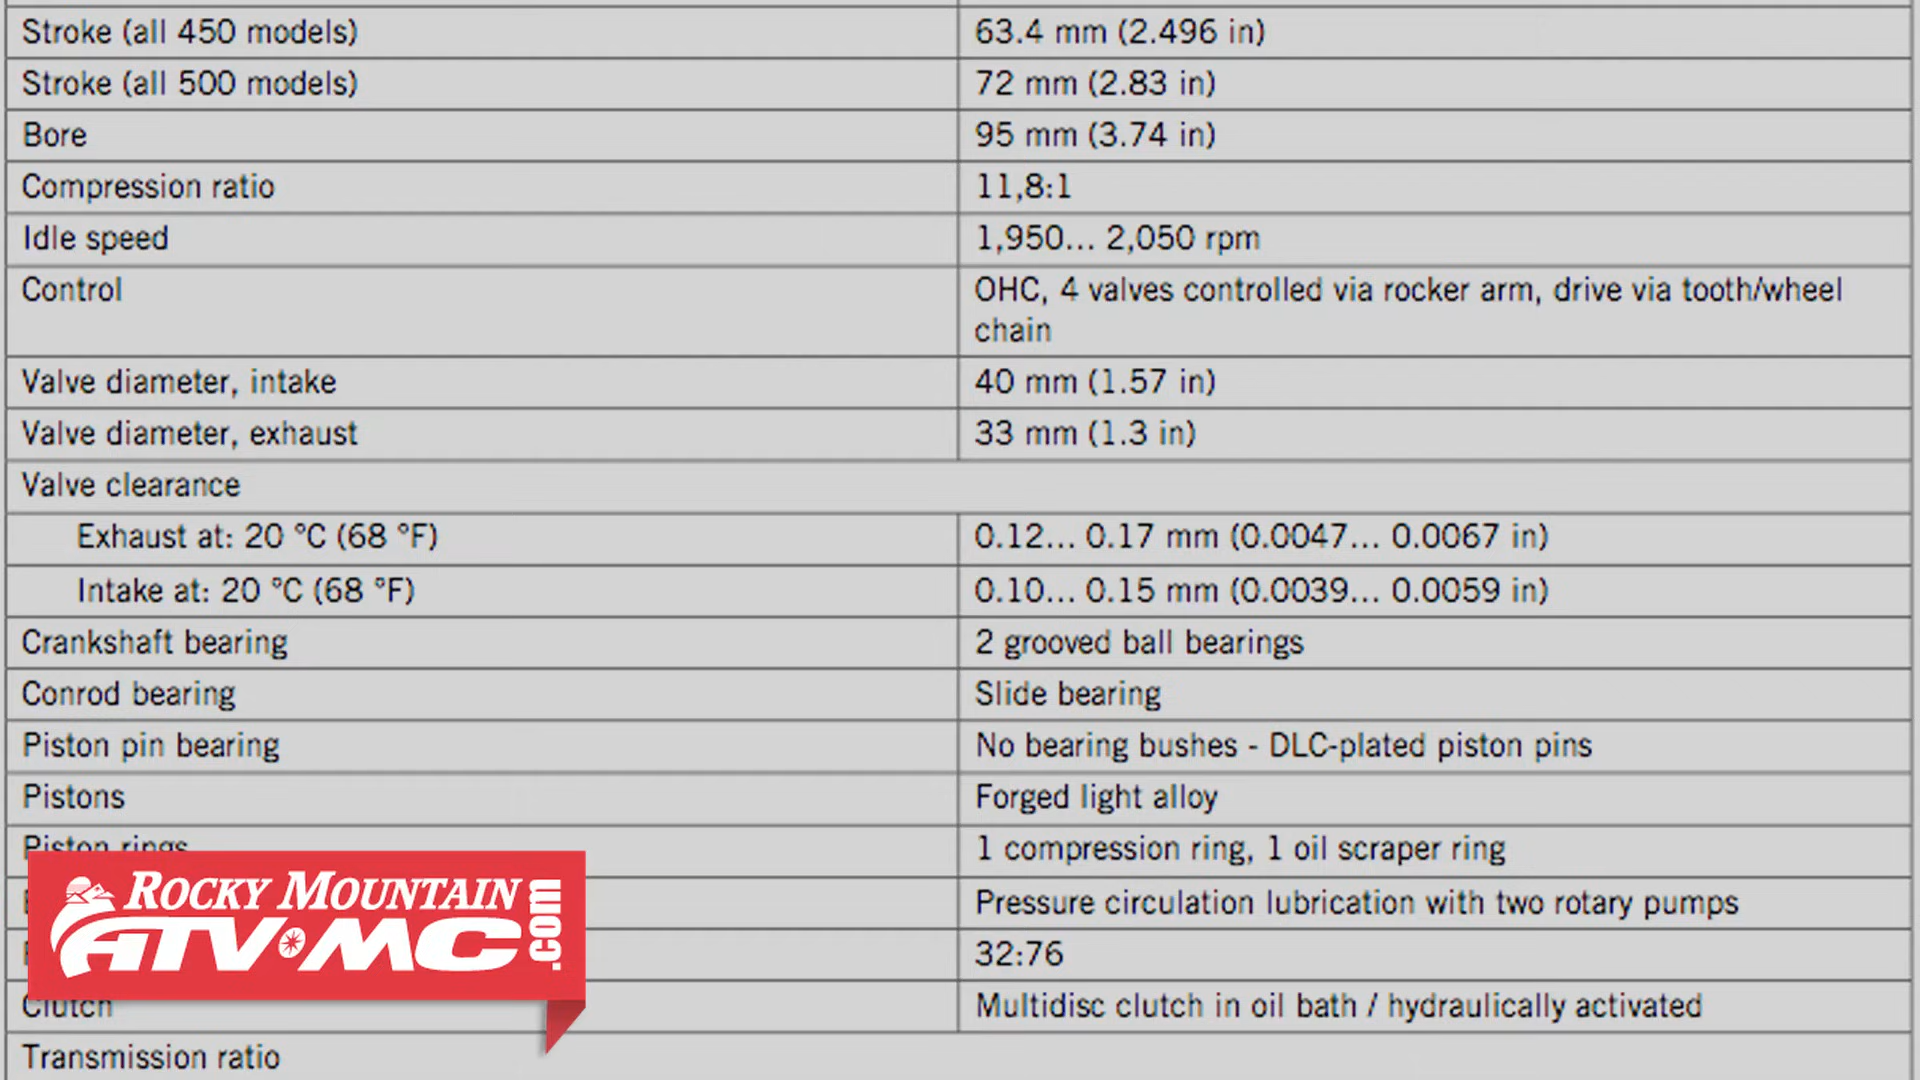 Stroke (all 450 models) 63.4 mm (2.496 in)
Stroke (all 500 models) 72 mm (2.83 in)
Bore 95 mm (3.74 in)
Compression ratio 11,8:1
Idle speed 1,950... 2,050 rpm
Control OHC, 4 valves controlled via rocker arm, drive via tooth/wheel
chain
Valve diameter, intake 40 mm (1.57 in)
Valve diameter, exhaust 33 mm (1.3 in)
Valve clearance
Exhaust at: 20 °C (68 °F) 0.12... 0.17 mm (0.0047... 0.0067 in)
Intake at: 20 °C (68 °F) 0.10... 0.15 mm (0.0039... 0.0059 in)
Crankshaft bearing 2 grooved ball bearings
Conrod bearing Slide bearing
Piston pin bearing No bearing bushes - DLC-plated piston pins
Pistons Forged light alloy
Piston rings 1 compression ring, 1 oil scraper ring
Pressure circulation lubrication with two rotary pumps
32:76
Clutch Multidisc clutch in oil bath / hydraulically activated
Transmission ratio
ROCKY MOUNTAIN
ATV MC
.com